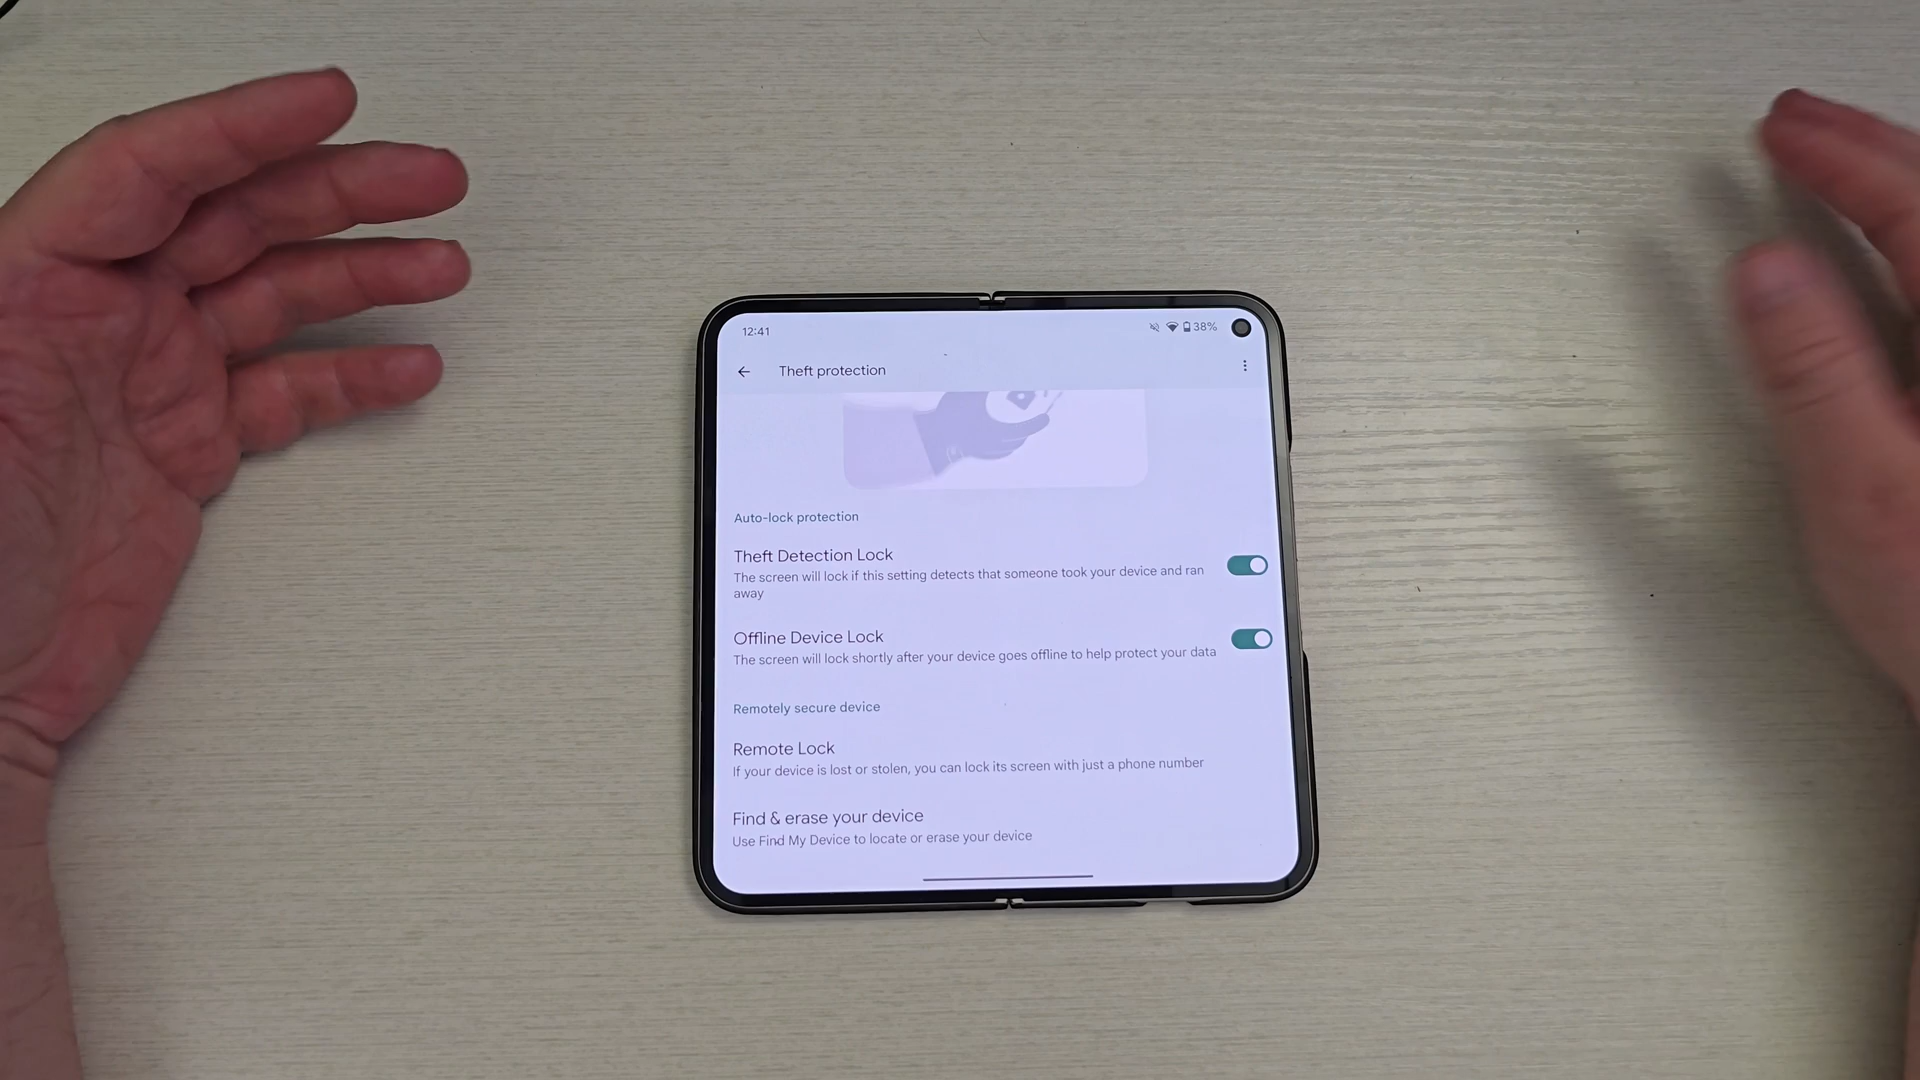 12:41
38%
Theft protection
Auto-lock protection
Theft Detection Lock
The screen will lock if this setting detects that someone took your device and ran
away
Offline Device Lock
The screen will lock shortly after your device goes offline to help protect your data
Remotely secure device
Remote Lock
If your device is lost or stolen, you can lock its screen with just a phone number
Find & erase your device
Use Find My Device to locate or erase your device